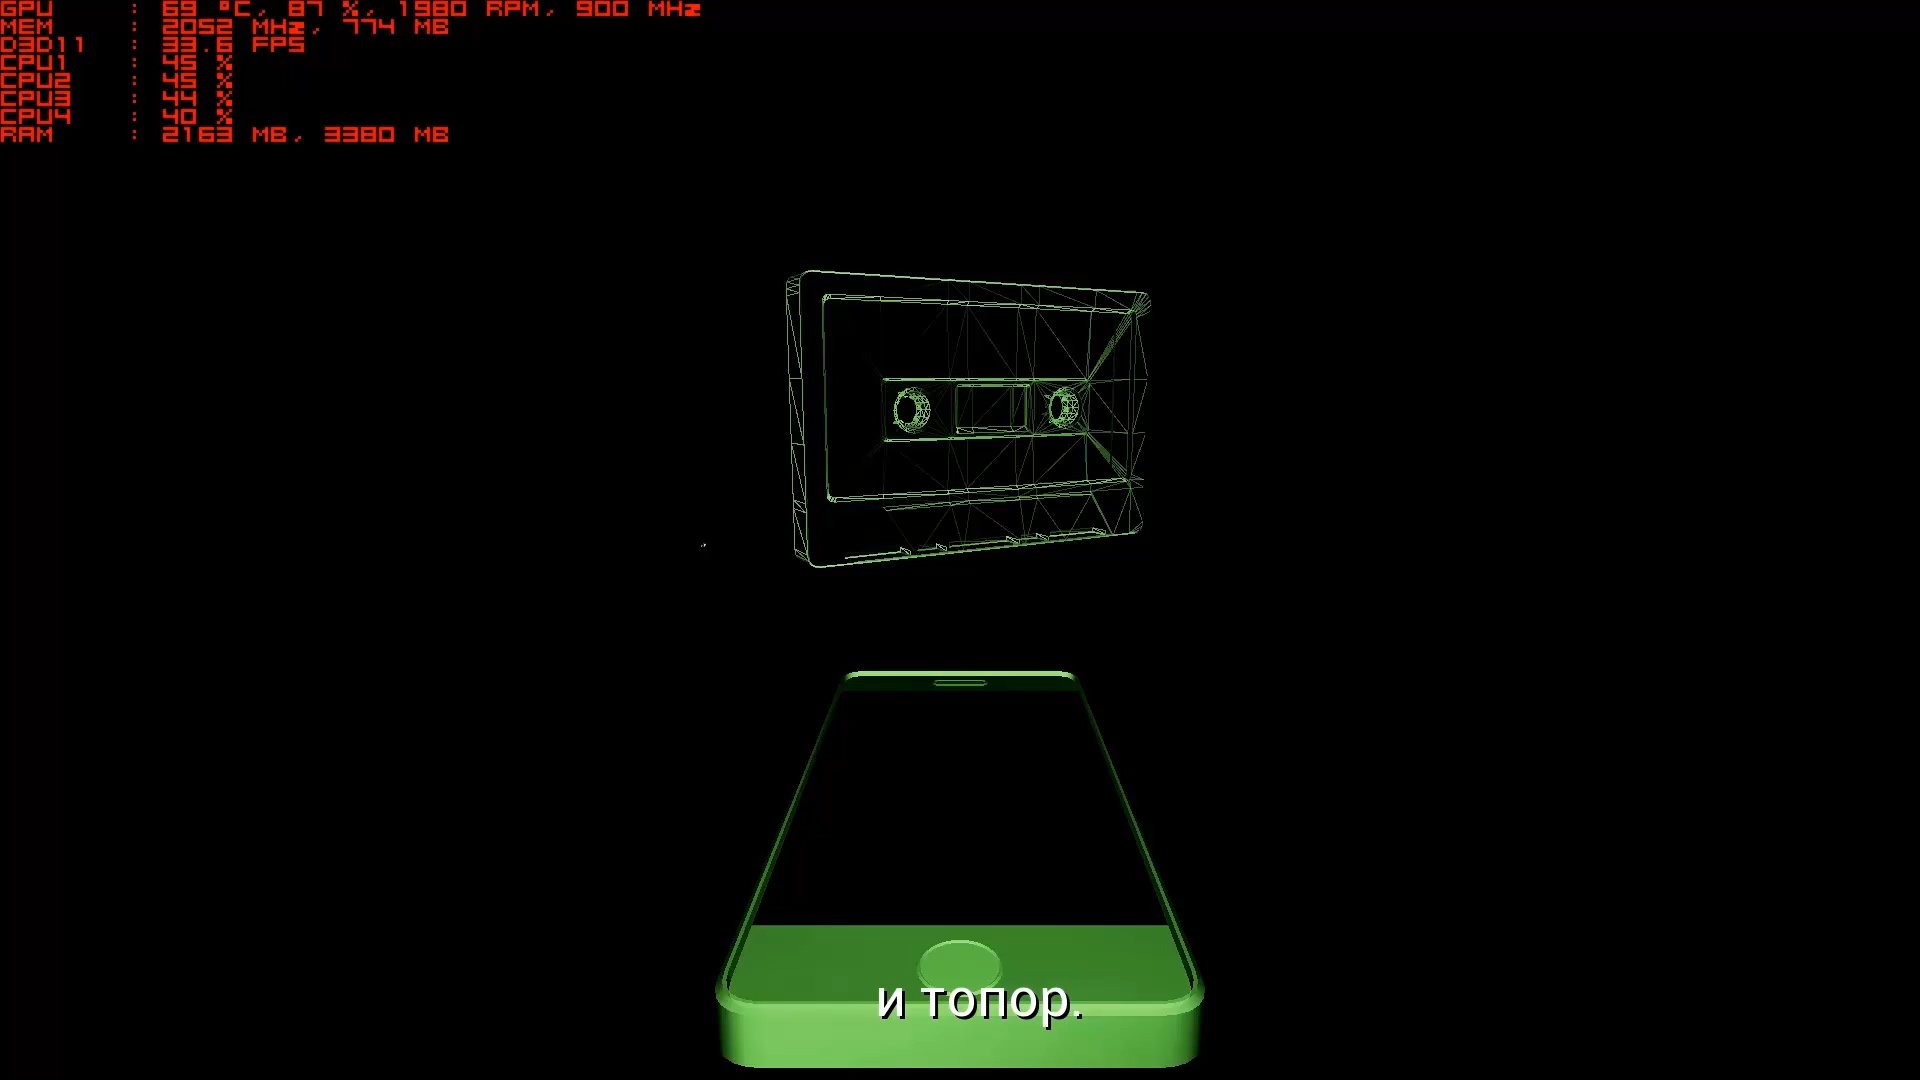 GPU : 69 °C, 87 %, 1980 RPM, 900 MHz
MEM : 2052 MHz, 774 MB
D3D11 : 33.6 FPS
CPU1 : 45 %
CPU2 : 45 %
CPU3 : 44 %
CPU4 : 40 %
RAM : 2163 MB, 3380 MB
и топор.